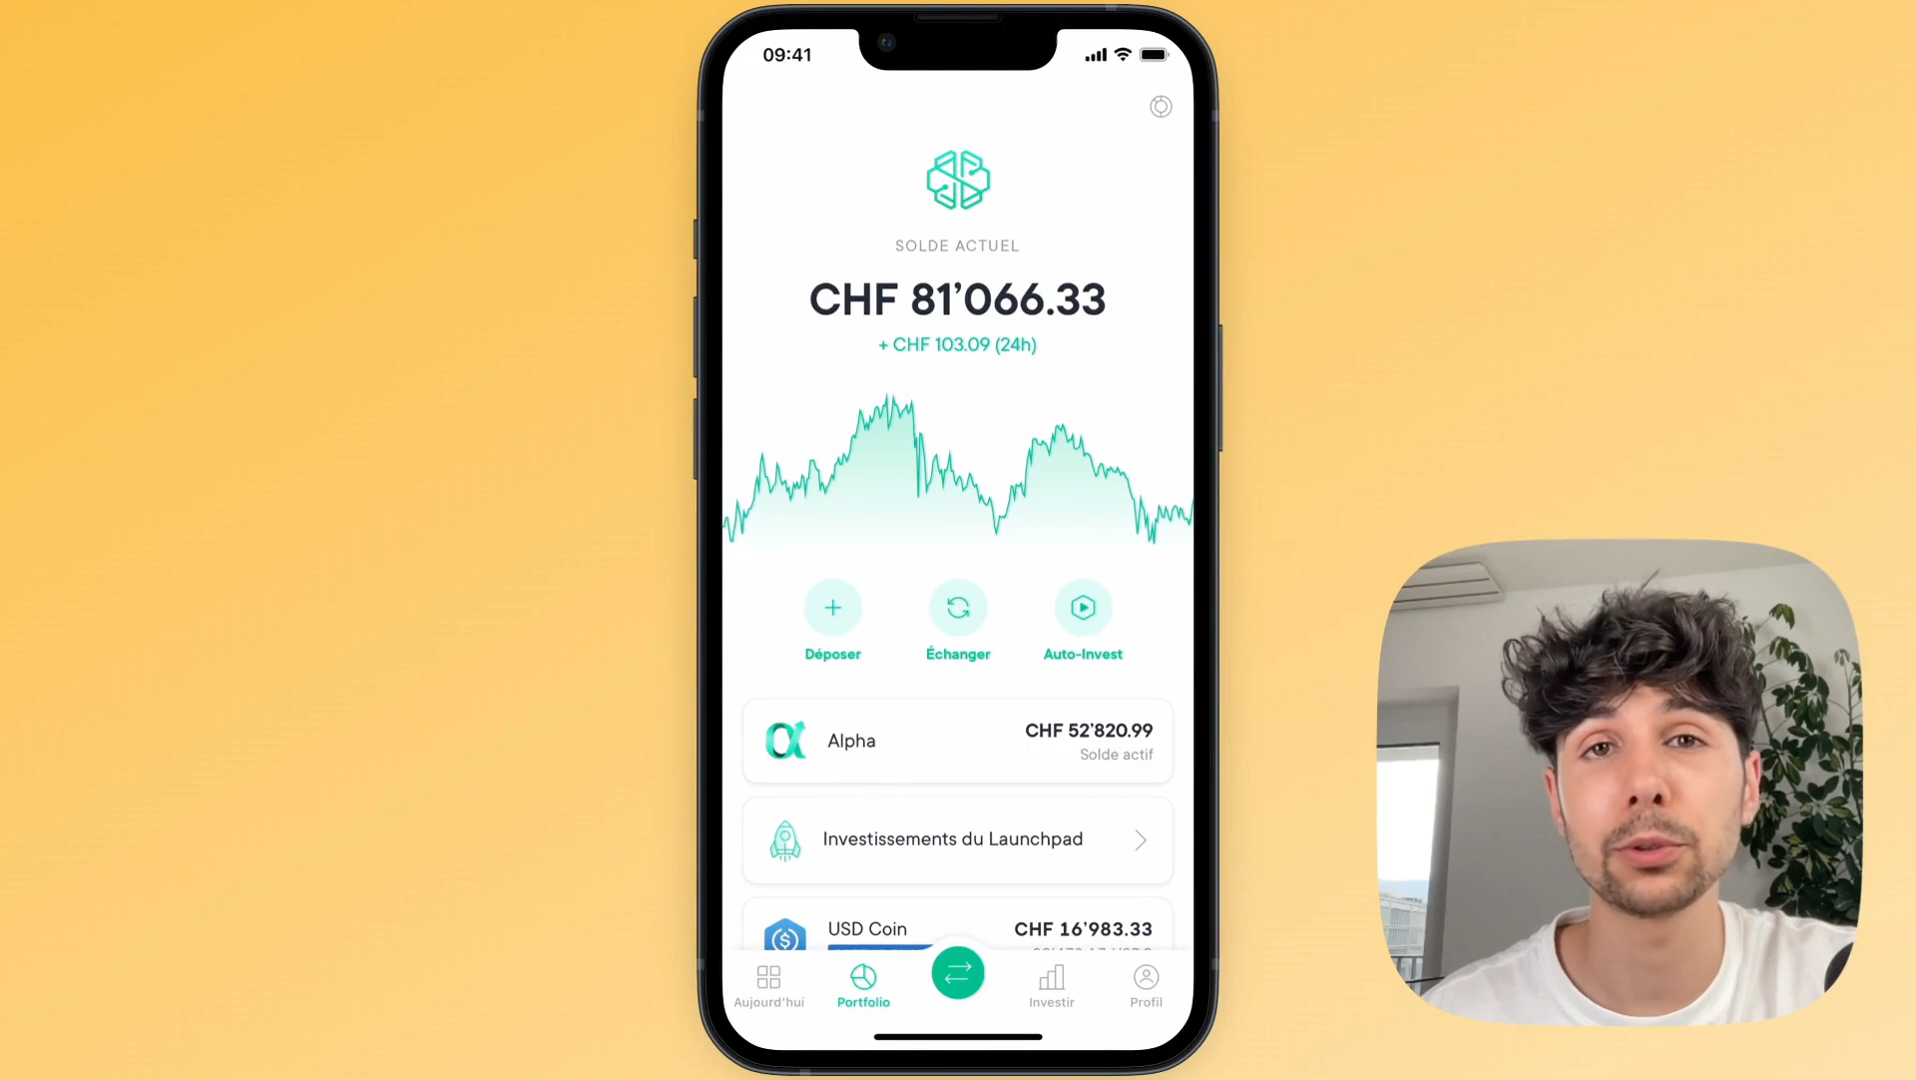 09:41
SOLDE ACTUEL
CHF 81’066.33
+ CHF 103.09 (24h)
Déposer
Échanger
Auto-Invest
Alpha
CHF 52’820.99
Solde actif
Investissements du Launchpad
USD Coin
CHF 16’983.33
Aujourd’hui
Portfolio
Investir
Profil